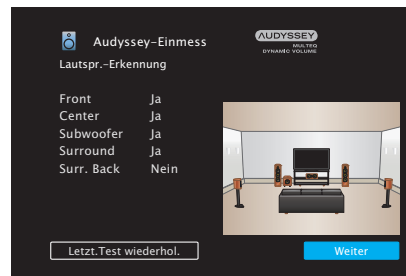 Audyssey-Einmess
AUDYSSEY
MULTEQ
DYNAMIC VOLUME
Lautspr.-Erkennung
Front Ja
Center Ja
Subwoofer Ja
Surround Ja
Surr. Back Nein
Letzt.Test wiederhol.
Weiter